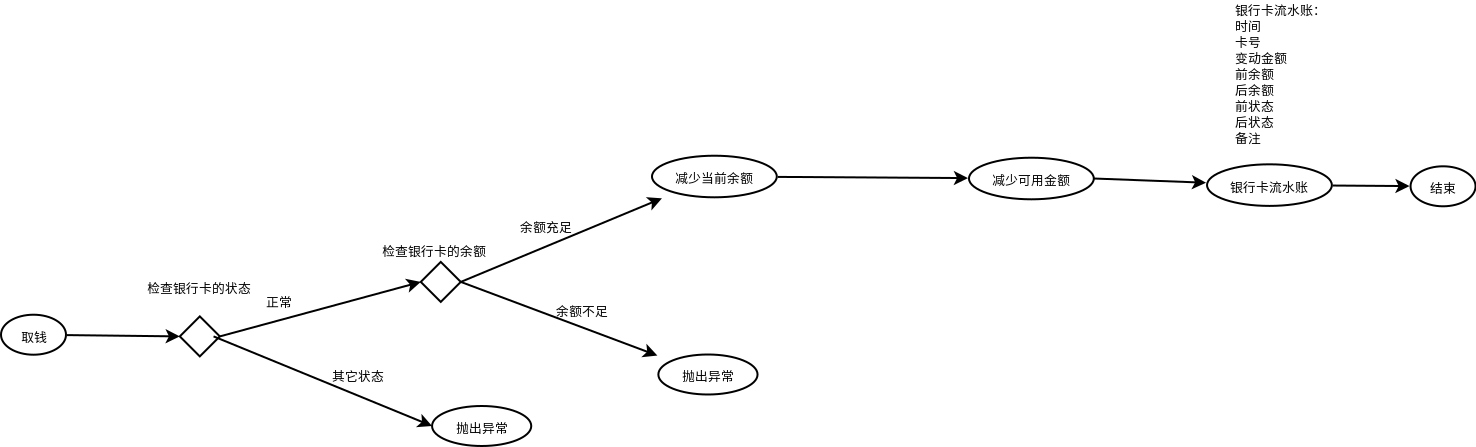 银行卡流水账：
时间
卡号
变动金额
前余额
后余额
前状态
后状态
备注
减少当前余额
减少可用金额
银行卡流水账
结束
余额充足
检查银行卡的余额
检查银行卡的状态
正常
余额不足
取钱
其它状态
抛出异常
抛出异常